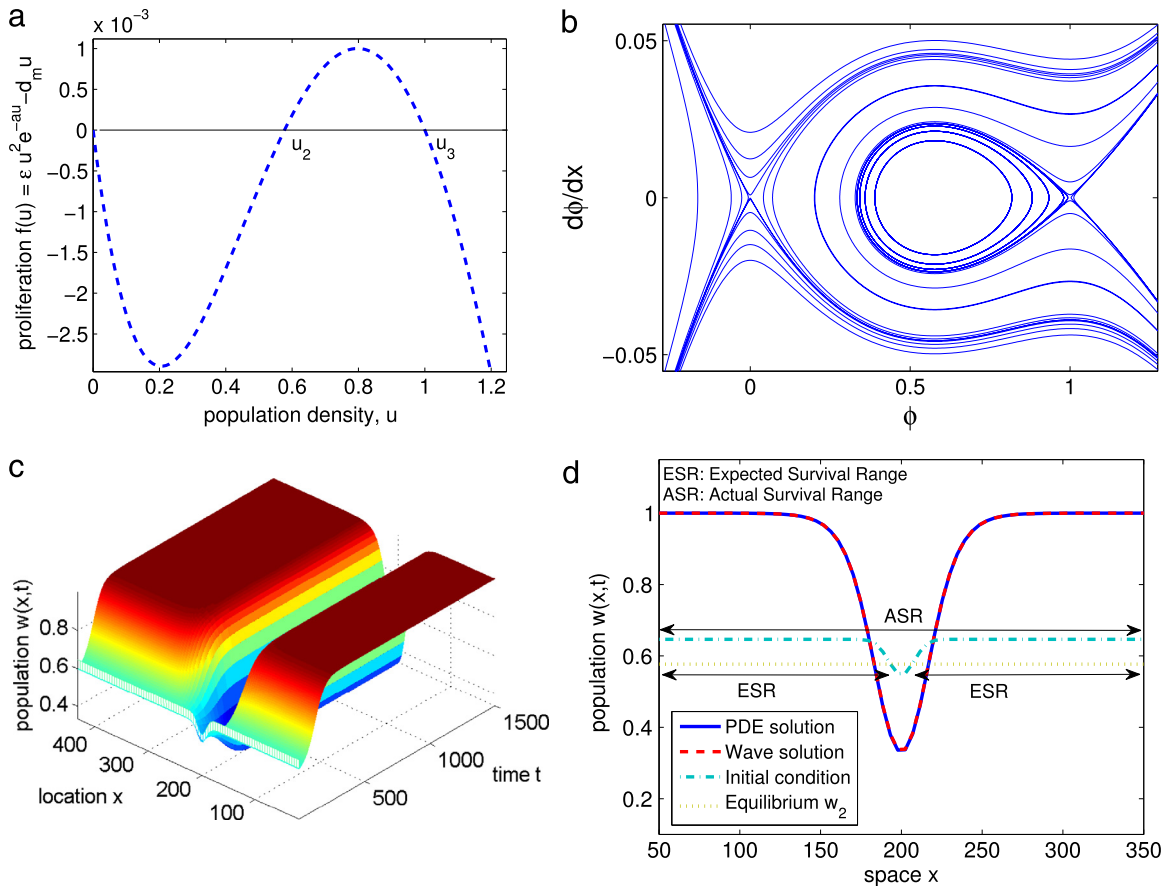 a
x 10⁻³
1
0.5
0
−0.5
−1
−1.5
−2
−2.5
proliferation f(u) = ε u²e^{-au}−d_m u
u₂
u₃
0 0.2 0.4 0.6 0.8 1 1.2
population density, u
b
0.05
0
−0.05
dϕ/dx
0 0.5 1
ϕ
c
population w(x,t)
0.8
0.6
0.4
400
300
200
100
location x
500
1000
1500
time t
d
ESR: Expected Survival Range
ASR: Actual Survival Range
1
0.8
0.6
0.4
0.2
population w(x,t)
ASR
ESR
ESR
PDE solution
Wave solution
Initial condition
Equilibrium w₂
50 100 150 200 250 300 350
space x